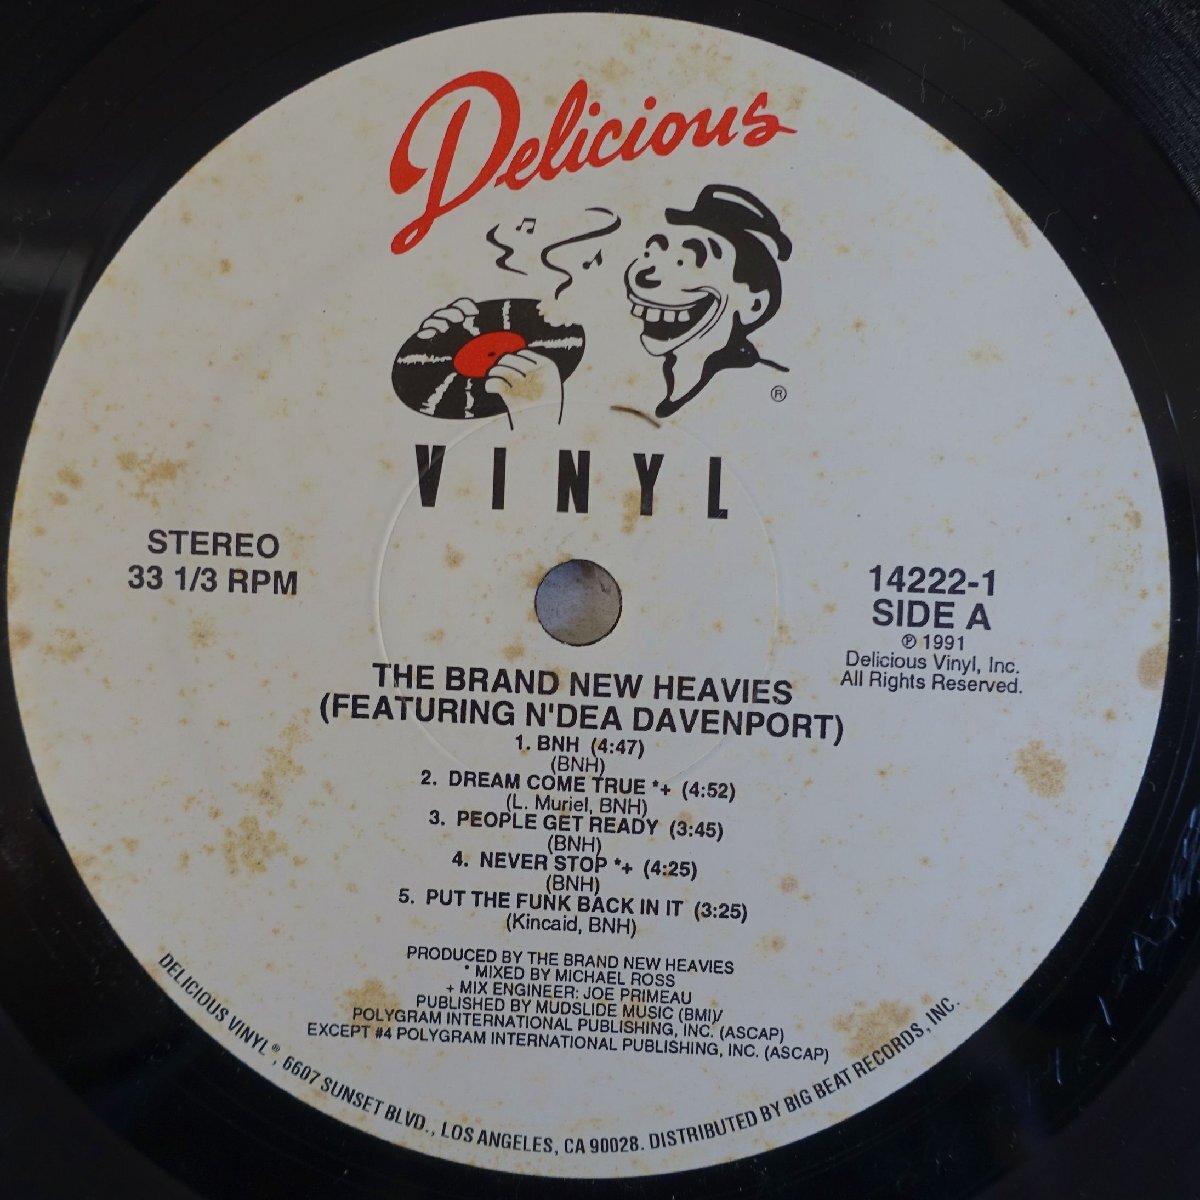 Delicious
®
VINYL
STEREO
33 1/3 RPM
14222-1
SIDE A
℗ 1991
Delicious Vinyl, Inc.
All Rights Reserved.
THE BRAND NEW HEAVIES
(FEATURING N'DEA DAVENPORT)
1. BNH (4:47)
(BNH)
2. DREAM COME TRUE *+ (4:52)
(L. Muriel, BNH)
3. PEOPLE GET READY (3:45)
(BNH)
4. NEVER STOP *+ (4:25)
(BNH)
5. PUT THE FUNK BACK IN IT (3:25)
(Kincaid, BNH)
PRODUCED BY THE BRAND NEW HEAVIES
* MIXED BY MICHAEL ROSS
+ MIX ENGINEER: JOE PRIMEAU
PUBLISHED BY MUDSLIDE MUSIC (BMI)/
POLYGRAM INTERNATIONAL PUBLISHING, INC. (ASCAP)
EXCEPT #4 POLYGRAM INTERNATIONAL PUBLISHING, INC. (ASCAP)
DELICIOUS VINYL®, 6607 SUNSET BLVD., LOS ANGELES, CA 90028. DISTRIBUTED BY BIG BEAT RECORDS, INC.